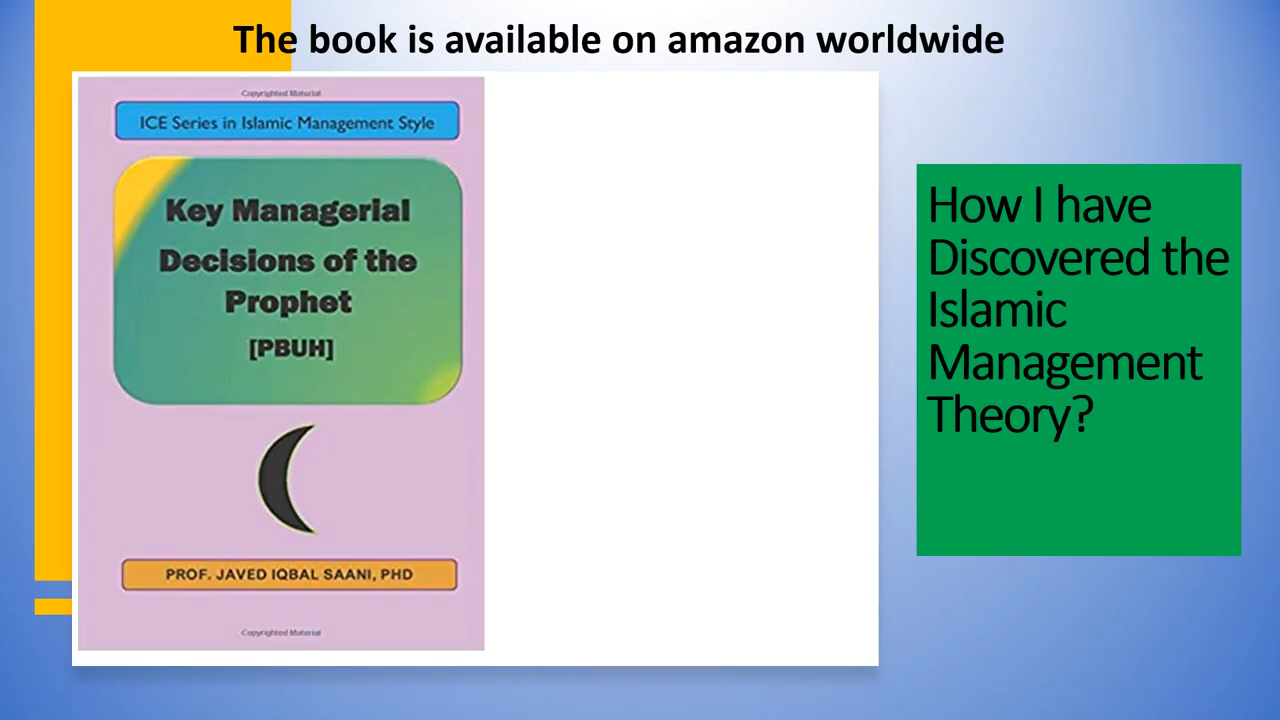 The book is available on amazon worldwide
Copyrighted Material
ICE Series in Islamic Management Style
Key Managerial
Decisions of the
Prophet
[PBUH]
PROF. JAVED IQBAL SAANI, PHD
Copyrighted Material
How I have
Discovered the
Islamic
Management
Theory?